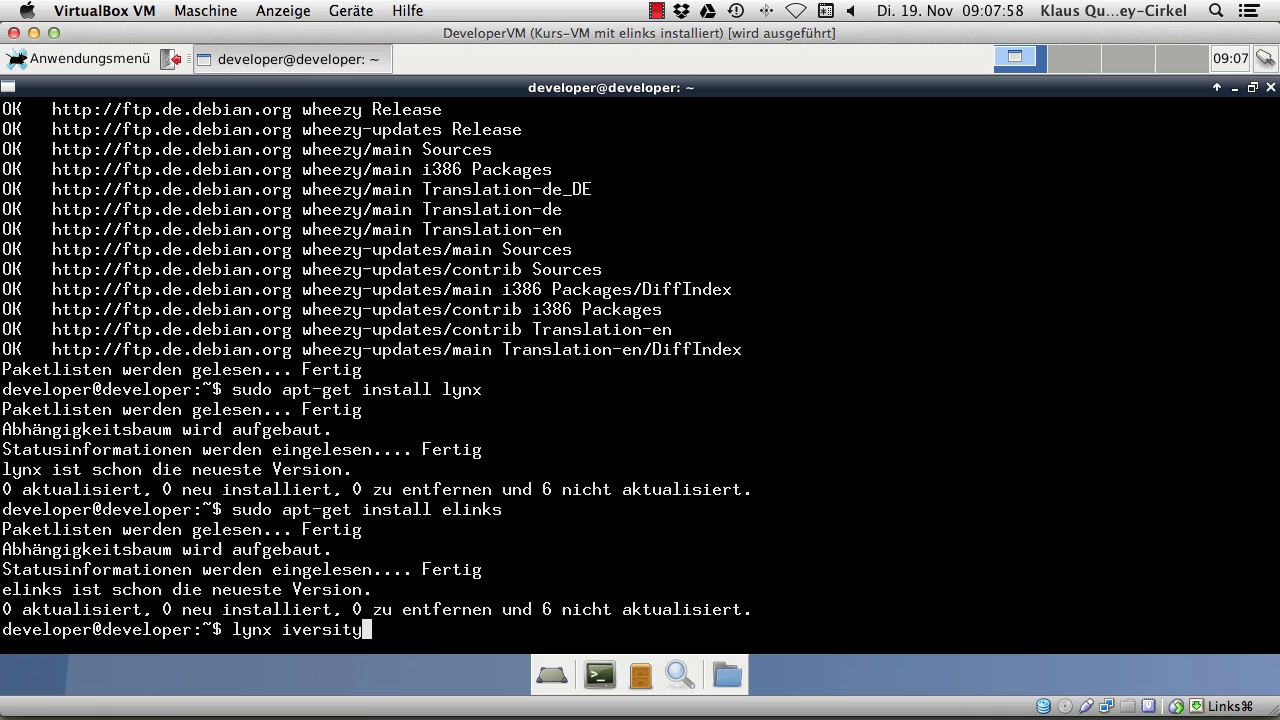 VirtualBox VM Maschine Anzeige Geräte Hilfe Di. 19. Nov 09:07:58 Klaus Qu...ey-Cirkel
DeveloperVM (Kurs-VM mit elinks installiert) [wird ausgeführt]
Anwendungsmenü developer@developer: ~ 09:07
developer@developer: ~
OK http://ftp.de.debian.org wheezy Release
OK http://ftp.de.debian.org wheezy-updates Release
OK http://ftp.de.debian.org wheezy/main Sources
OK http://ftp.de.debian.org wheezy/main i386 Packages
OK http://ftp.de.debian.org wheezy/main Translation-de_DE
OK http://ftp.de.debian.org wheezy/main Translation-de
OK http://ftp.de.debian.org wheezy/main Translation-en
OK http://ftp.de.debian.org wheezy-updates/main Sources
OK http://ftp.de.debian.org wheezy-updates/contrib Sources
OK http://ftp.de.debian.org wheezy-updates/main i386 Packages/DiffIndex
OK http://ftp.de.debian.org wheezy-updates/contrib i386 Packages
OK http://ftp.de.debian.org wheezy-updates/contrib Translation-en
OK http://ftp.de.debian.org wheezy-updates/main Translation-en/DiffIndex
Paketlisten werden gelesen... Fertig
developer@developer:~$ sudo apt-get install lynx
Paketlisten werden gelesen... Fertig
Abhängigkeitsbaum wird aufgebaut.
Statusinformationen werden eingelesen.... Fertig
lynx ist schon die neueste Version.
0 aktualisiert, 0 neu installiert, 0 zu entfernen und 6 nicht aktualisiert.
developer@developer:~$ sudo apt-get install elinks
Paketlisten werden gelesen... Fertig
Abhängigkeitsbaum wird aufgebaut.
Statusinformationen werden eingelesen.... Fertig
elinks ist schon die neueste Version.
0 aktualisiert, 0 neu installiert, 0 zu entfernen und 6 nicht aktualisiert.
developer@developer:~$ lynx iversity
Links⌘